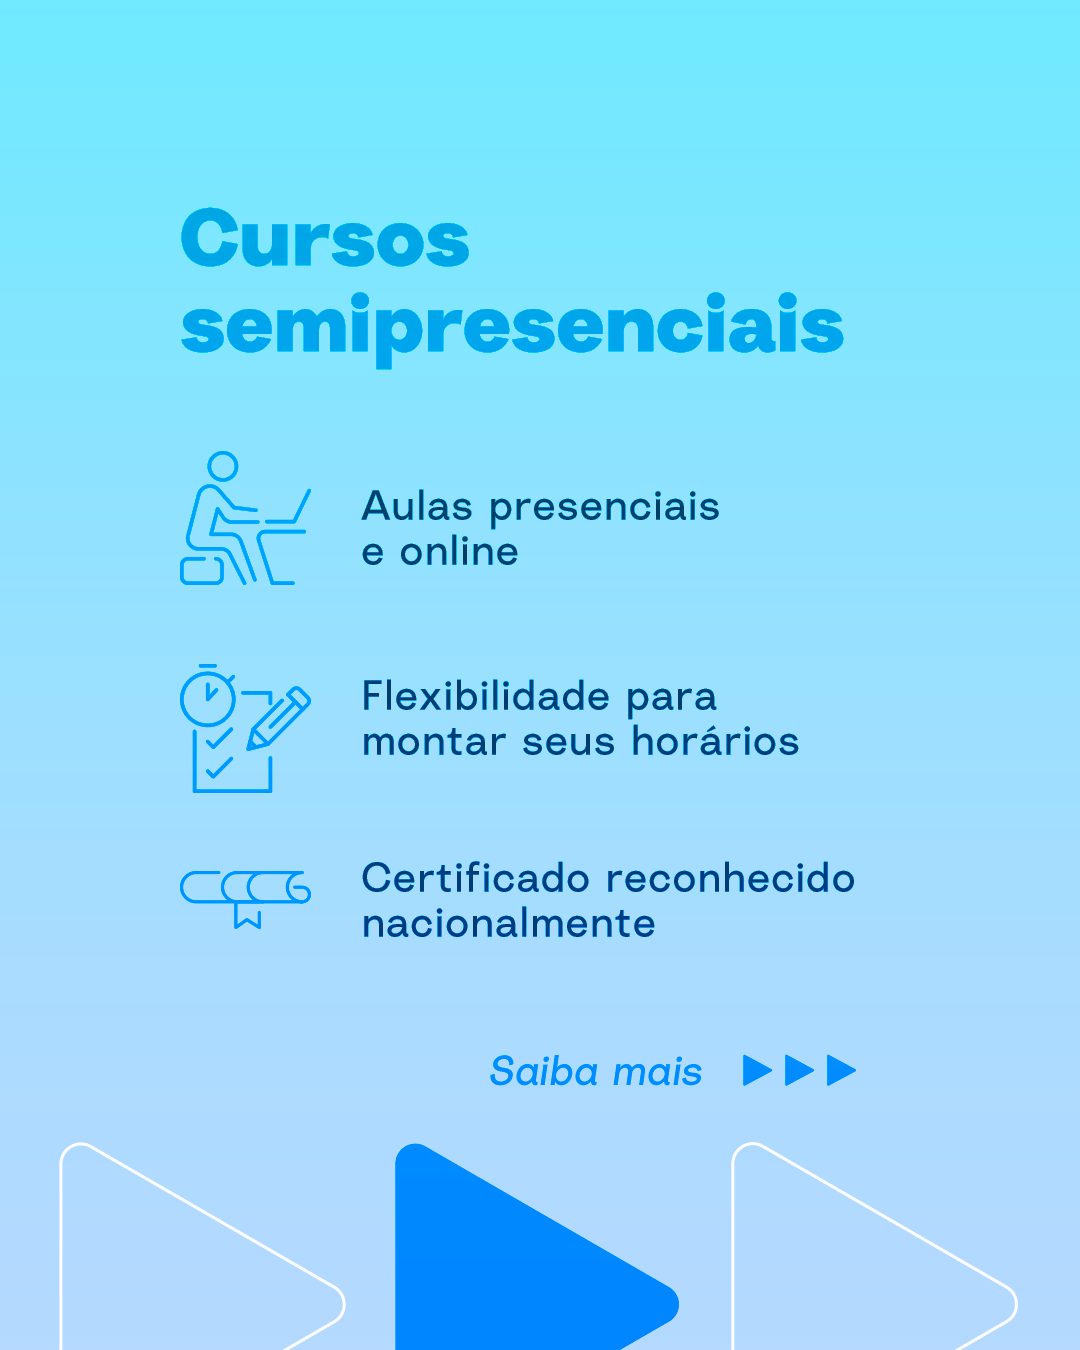 Cursos
semipresenciais
Aulas presenciais
e online
Flexibilidade para
montar seus horários
Certificado reconhecido
nacionalmente
Saiba mais